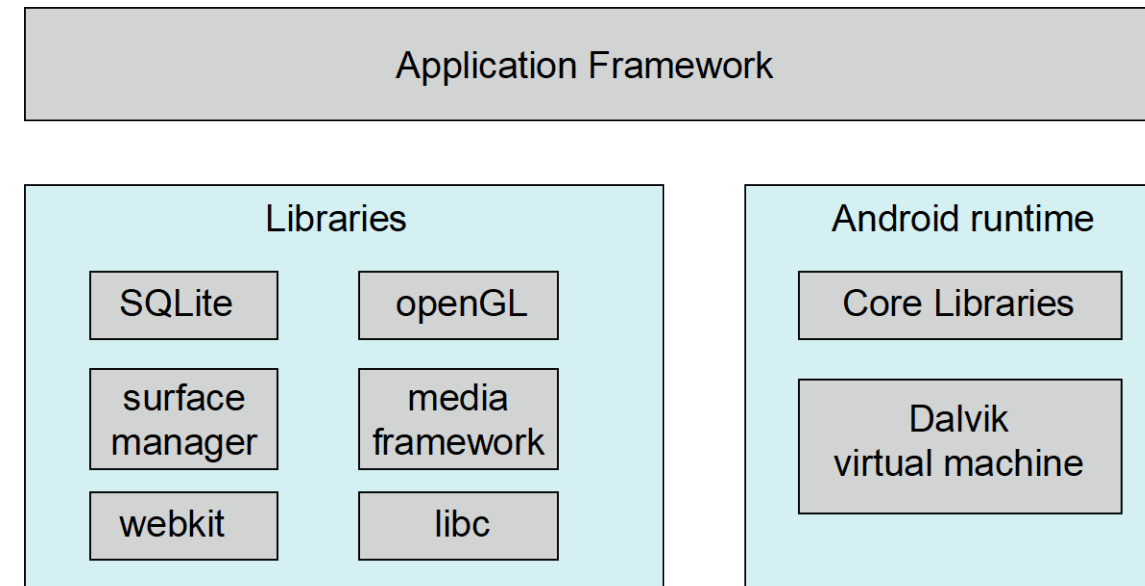 Application Framework
Libraries
SQLite
openGL
surface
manager
media
framework
webkit
libc
Android runtime
Core Libraries
Dalvik
virtual machine